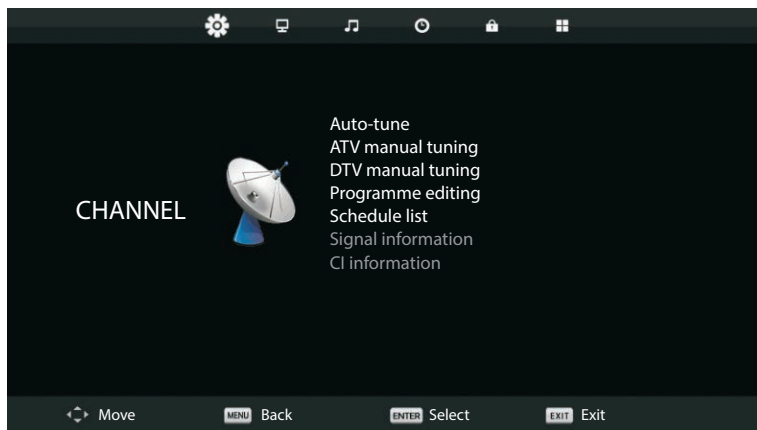 CHANNEL
Auto-tune
ATV manual tuning
DTV manual tuning
Programme editing
Schedule list
Signal information
CI information
Move MENU Back ENTER Select EXIT Exit